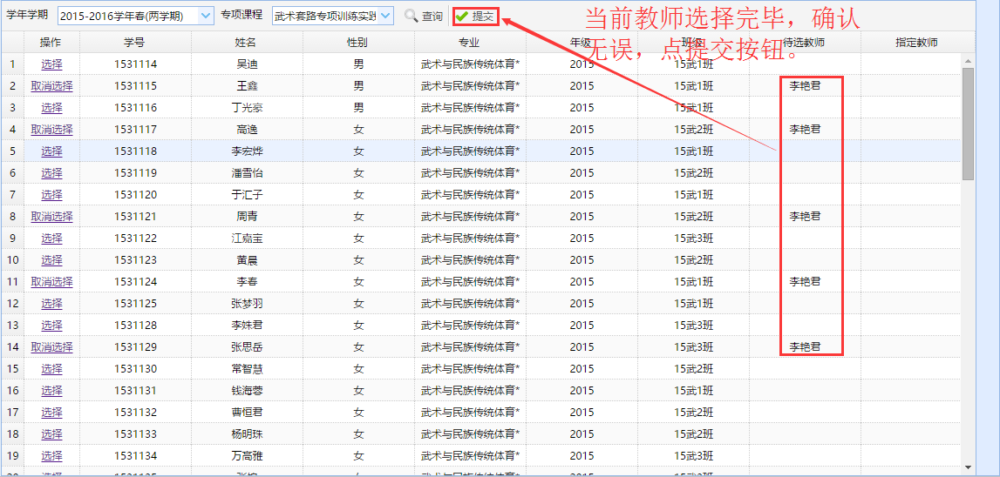 学年学期 2015-2016学年春(两学期) 专项课程 武术套路专项训练实践 查询 提交
当前教师选择完毕，确认
无误，点提交按钮。
操作 学号 姓名 性别 专业 年级 班级 待选教师 指定教师
1 选择 1531114 吴迪 男 武术与民族传统体育* 2015 15武1班
2 取消选择 1531115 王鑫 男 武术与民族传统体育* 2015 15武1班 李艳君
3 选择 1531116 丁光豪 男 武术与民族传统体育* 2015 15武1班
4 取消选择 1531117 高逸 女 武术与民族传统体育* 2015 15武2班 李艳君
5 选择 1531118 李宏烨 女 武术与民族传统体育* 2015 15武1班
6 选择 1531119 潘雪怡 女 武术与民族传统体育* 2015 15武2班
7 选择 1531120 于汇子 女 武术与民族传统体育* 2015 15武1班
8 取消选择 1531121 周青 女 武术与民族传统体育* 2015 15武2班 李艳君
9 选择 1531122 江嘉宝 女 武术与民族传统体育* 2015 15武3班
10 选择 1531123 黄晨 女 武术与民族传统体育* 2015 15武2班
11 取消选择 1531124 李春 女 武术与民族传统体育* 2015 15武1班 李艳君
12 选择 1531125 张梦羽 女 武术与民族传统体育* 2015 15武1班
13 选择 1531128 李姝君 女 武术与民族传统体育* 2015 15武3班
14 取消选择 1531129 张思岳 女 武术与民族传统体育* 2015 15武3班 李艳君
15 选择 1531130 常智慧 女 武术与民族传统体育* 2015 15武2班
16 选择 1531131 钱海蓉 女 武术与民族传统体育* 2015 15武1班
17 选择 1531132 曹恒君 女 武术与民族传统体育* 2015 15武2班
18 选择 1531133 杨明珠 女 武术与民族传统体育* 2015 15武2班
19 选择 1531134 万高雅 女 武术与民族传统体育* 2015 15武3班